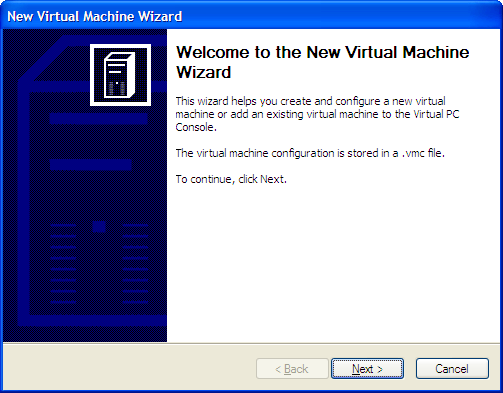 New Virtual Machine Wizard
Welcome to the New Virtual Machine
Wizard
This wizard helps you create and configure a new virtual
machine or add an existing virtual machine to the Virtual PC
Console.
The virtual machine configuration is stored in a .vmc file.
To continue, click Next.
< Back
Next >
Cancel